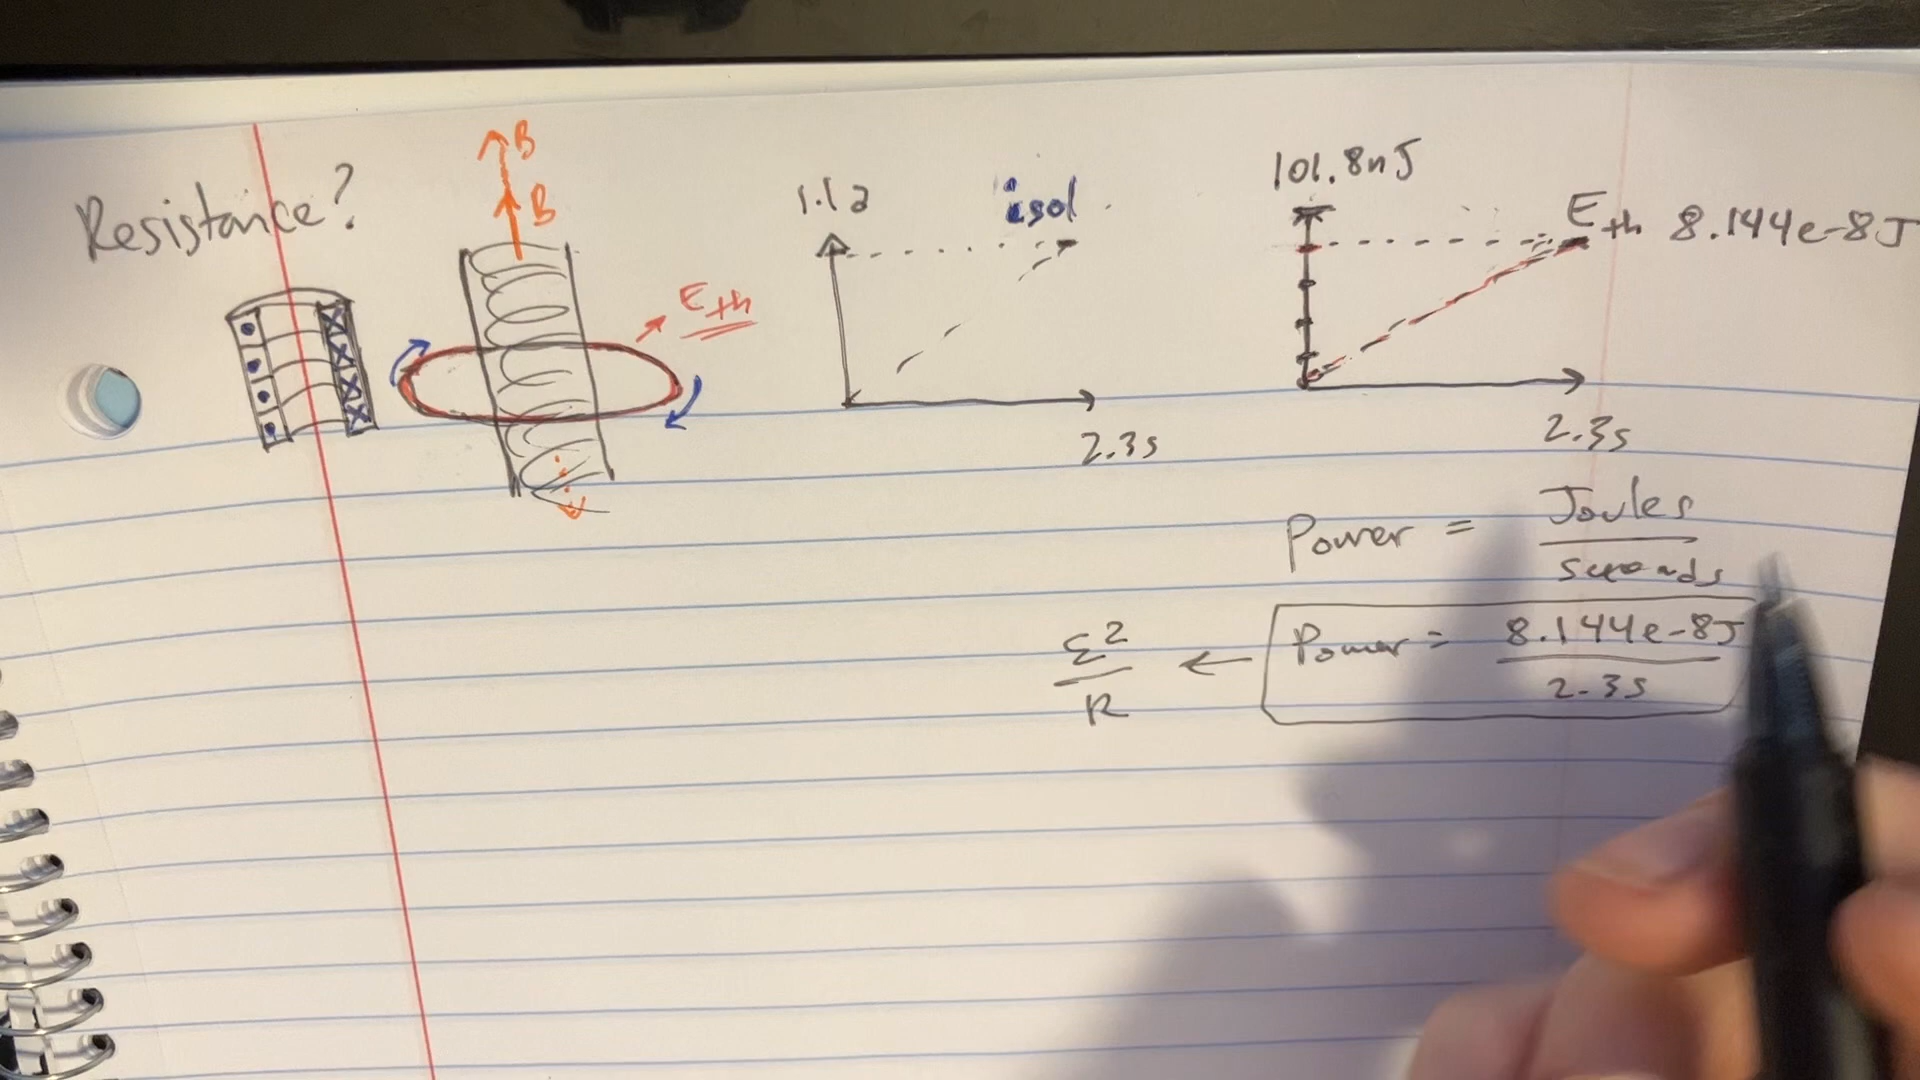 Resistance?
B
B
Eth
1.1a
isol
2.3s
101.8nJ
Eth 8.144e-8J
2.3s
Power = Joules / seconds
ε² / R ← Power = 8.144e-8J / 2.3s